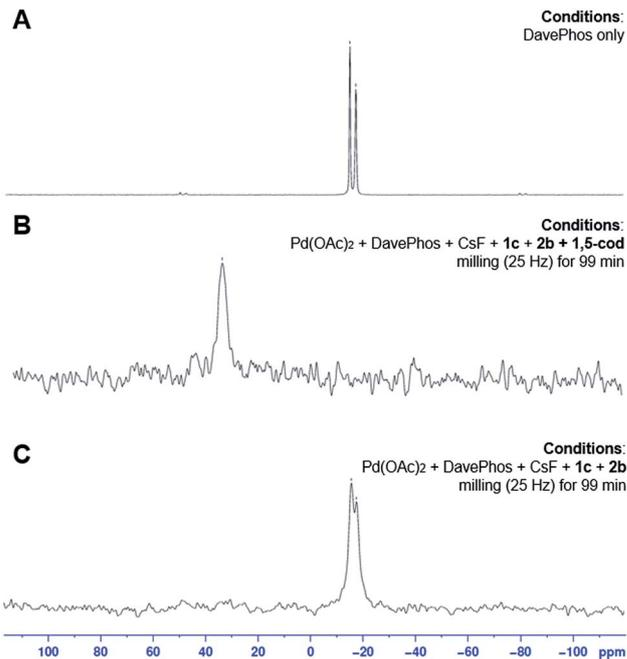 A
Conditions:
DavePhos only
B
Conditions:
Pd(OAc)2 + DavePhos + CsF + 1c + 2b + 1,5-cod
milling (25 Hz) for 99 min
C
Conditions:
Pd(OAc)2 + DavePhos + CsF + 1c + 2b
milling (25 Hz) for 99 min
100 80 60 40 20 0 −20 −40 −60 −80 −100 ppm